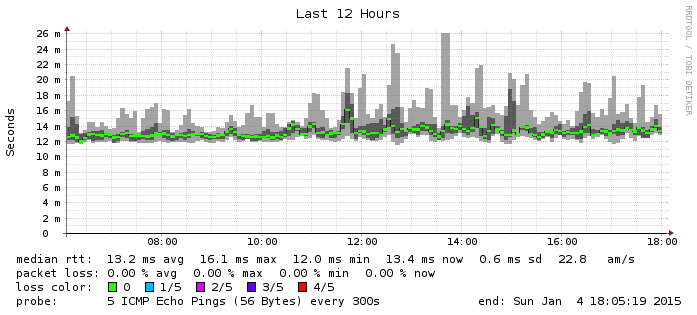 Last 12 Hours
RRDTOOL / TOBI OETIKER
Seconds
26 m
24 m
22 m
20 m
18 m
16 m
14 m
12 m
10 m
8 m
6 m
4 m
2 m
0
08:00 10:00 12:00 14:00 16:00 18:00
median rtt: 13.2 ms avg 16.1 ms max 12.0 ms min 13.4 ms now 0.6 ms sd 22.8 am/s
packet loss: 0.00 % avg 0.00 % max 0.00 % min 0.00 % now
loss color: 0 1/5 2/5 3/5 4/5
probe: 5 ICMP Echo Pings (56 Bytes) every 300s end: Sun Jan 4 18:05:19 2015